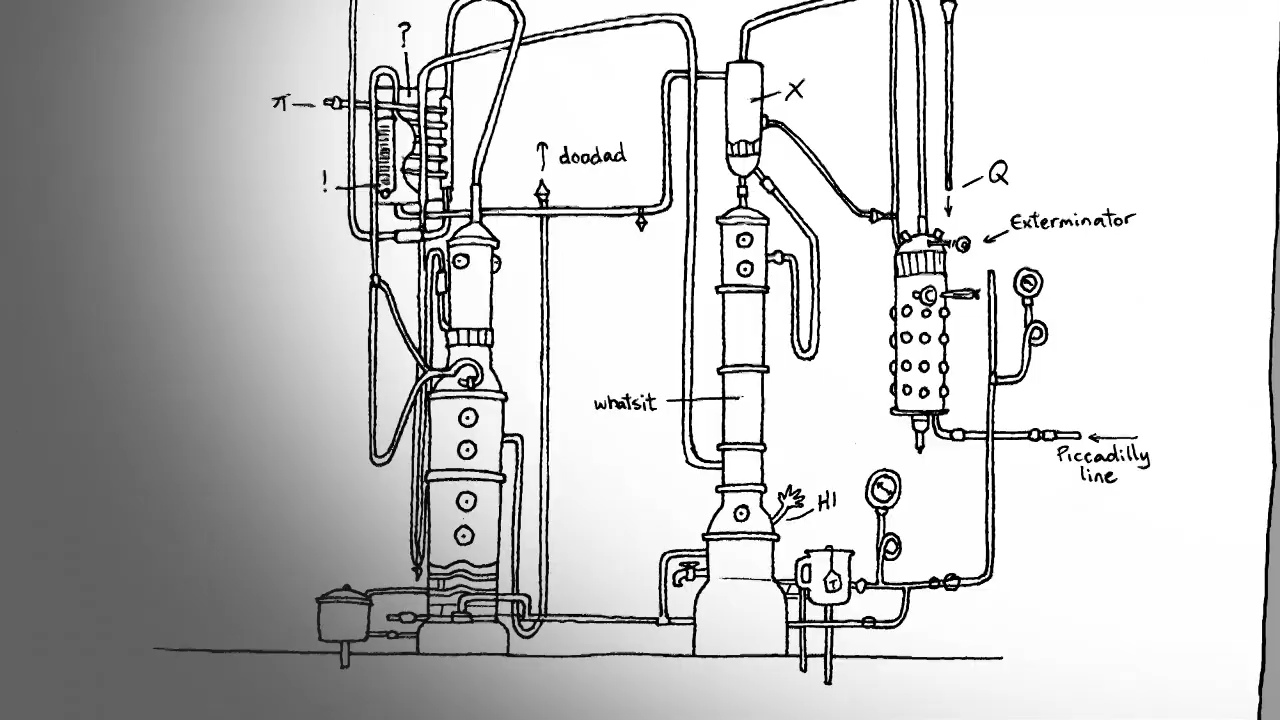 ?
π
X
doodad
!
Q
Exterminator
whatsit
Piccadilly
line
HI
T